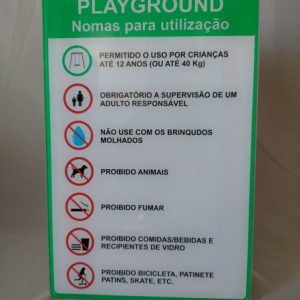 PLAYGROUND
Nomas para utilização
PERMITIDO O USO POR CRIANÇAS
ATÉ 12 ANOS (OU ATÉ 40 Kg)
OBRIGATÓRIO A SUPERVISÃO DE UM
ADULTO RESPONSÁVEL
NÃO USE COM OS BRINQUDOS
MOLHADOS
PROIBIDO ANIMAIS
PROIBIDO FUMAR
PROIBIDO COMIDAS/BEBIDAS E
RECIPIENTES DE VIDRO
PROIBIDO BICICLETA, PATINETE
PATINS, SKATE, ETC.